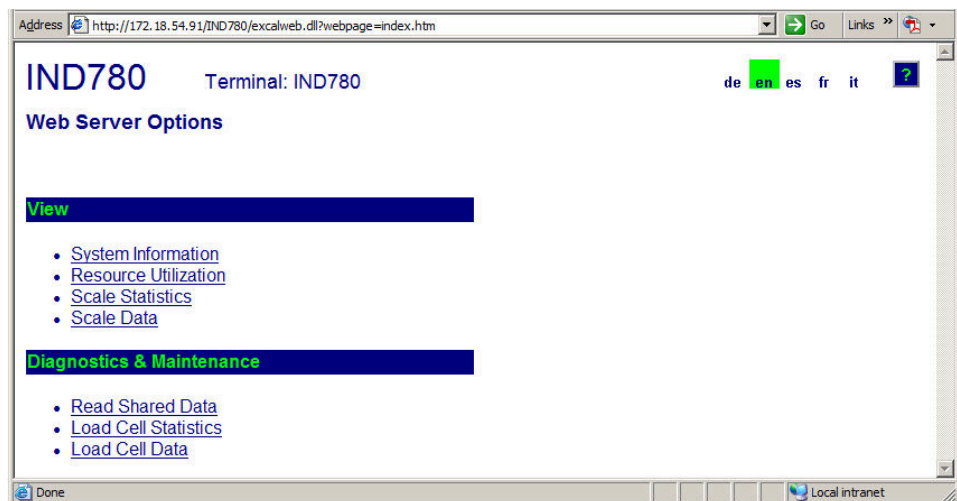 Address http://172.18.54.91/IND780/excalweb.dll?webpage=index.htm Go Links »
IND780 Terminal: IND780 de en es fr it ?
Web Server Options
View
• System Information
• Resource Utilization
• Scale Statistics
• Scale Data
Diagnostics & Maintenance
• Read Shared Data
• Load Cell Statistics
• Load Cell Data
Done Local intranet